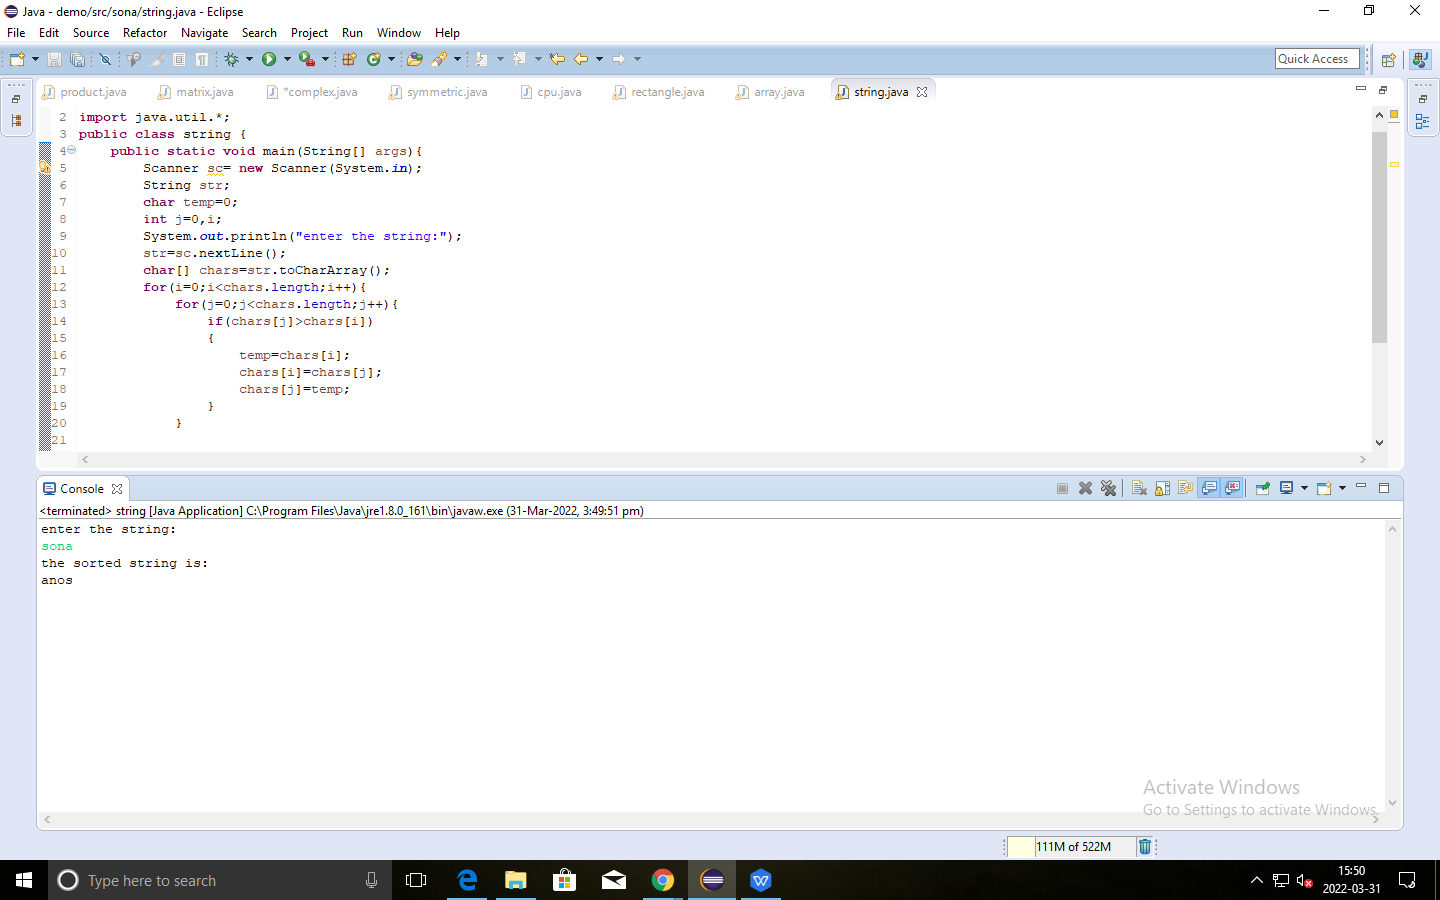 Java - demo/src/sona/string.java - Eclipse
File Edit Source Refactor Navigate Search Project Run Window Help
Quick Access
product.java matrix.java *complex.java symmetric.java cpu.java rectangle.java array.java string.java
2 import java.util.*;
3 public class string {
4 public static void main(String[] args){
5 Scanner sc= new Scanner(System.in);
6 String str;
7 char temp=0;
8 int j=0,i;
9 System.out.println("enter the string:");
10 str=sc.nextLine();
11 char[] chars=str.toCharArray();
12 for(i=0;i<chars.length;i++){
13 for(j=0;j<chars.length;j++){
14 if(chars[j]>chars[i])
15 {
16 temp=chars[i];
17 chars[i]=chars[j];
18 chars[j]=temp;
19 }
20 }
21
Console
<terminated> string [Java Application] C:\Program Files\Java\jre1.8.0_161\bin\javaw.exe (31-Mar-2022, 3:49:51 pm)
enter the string:
sona
the sorted string is:
anos
Activate Windows
Go to Settings to activate Windows.
111M of 522M
Type here to search
15:50
2022-03-31